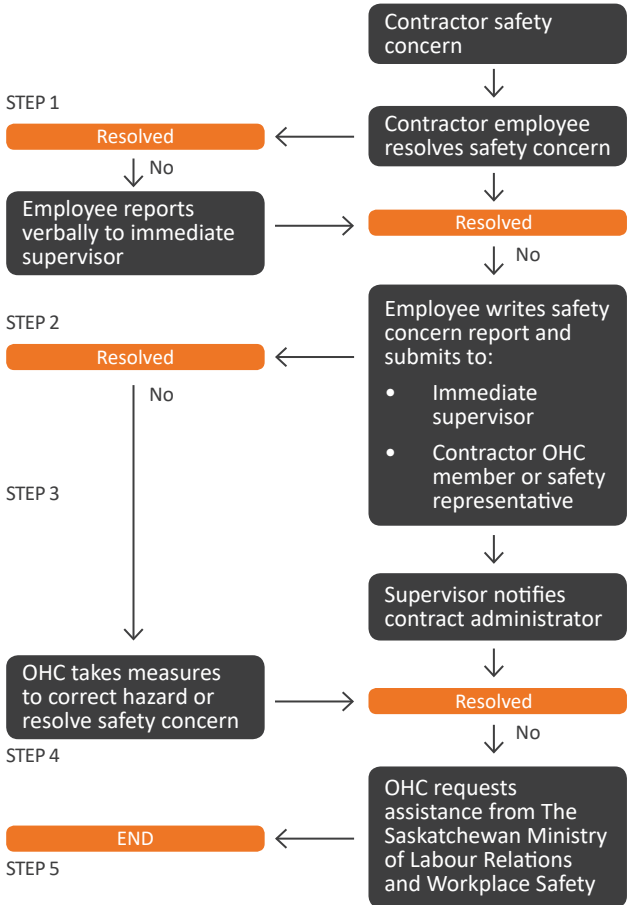 Contractor safety
concern
STEP 1
Resolved
Contractor employee
resolves safety concern
No
Employee reports
verbally to immediate
supervisor
Resolved
No
STEP 2
Resolved
No
Employee writes safety
concern report and
submits to:
• Immediate
supervisor
• Contractor OHC
member or safety
representative
STEP 3
Supervisor notifies
contract administrator
OHC takes measures
to correct hazard or
resolve safety concern
Resolved
No
STEP 4
OHC requests
assistance from The
Saskatchewan Ministry
of Labour Relations
and Workplace Safety
END
STEP 5